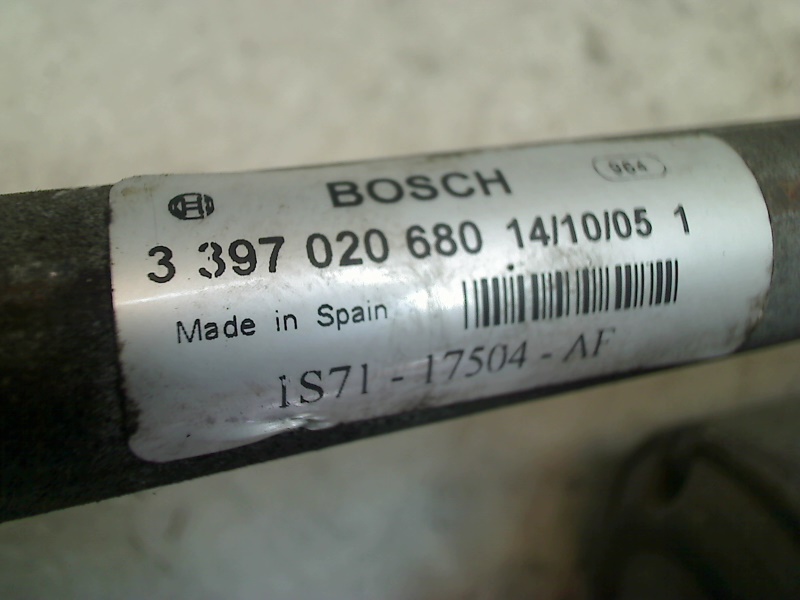 BOSCH 964
3 397 020 680 14/10/05 1
Made in Spain
1S71 - 17504 - AF